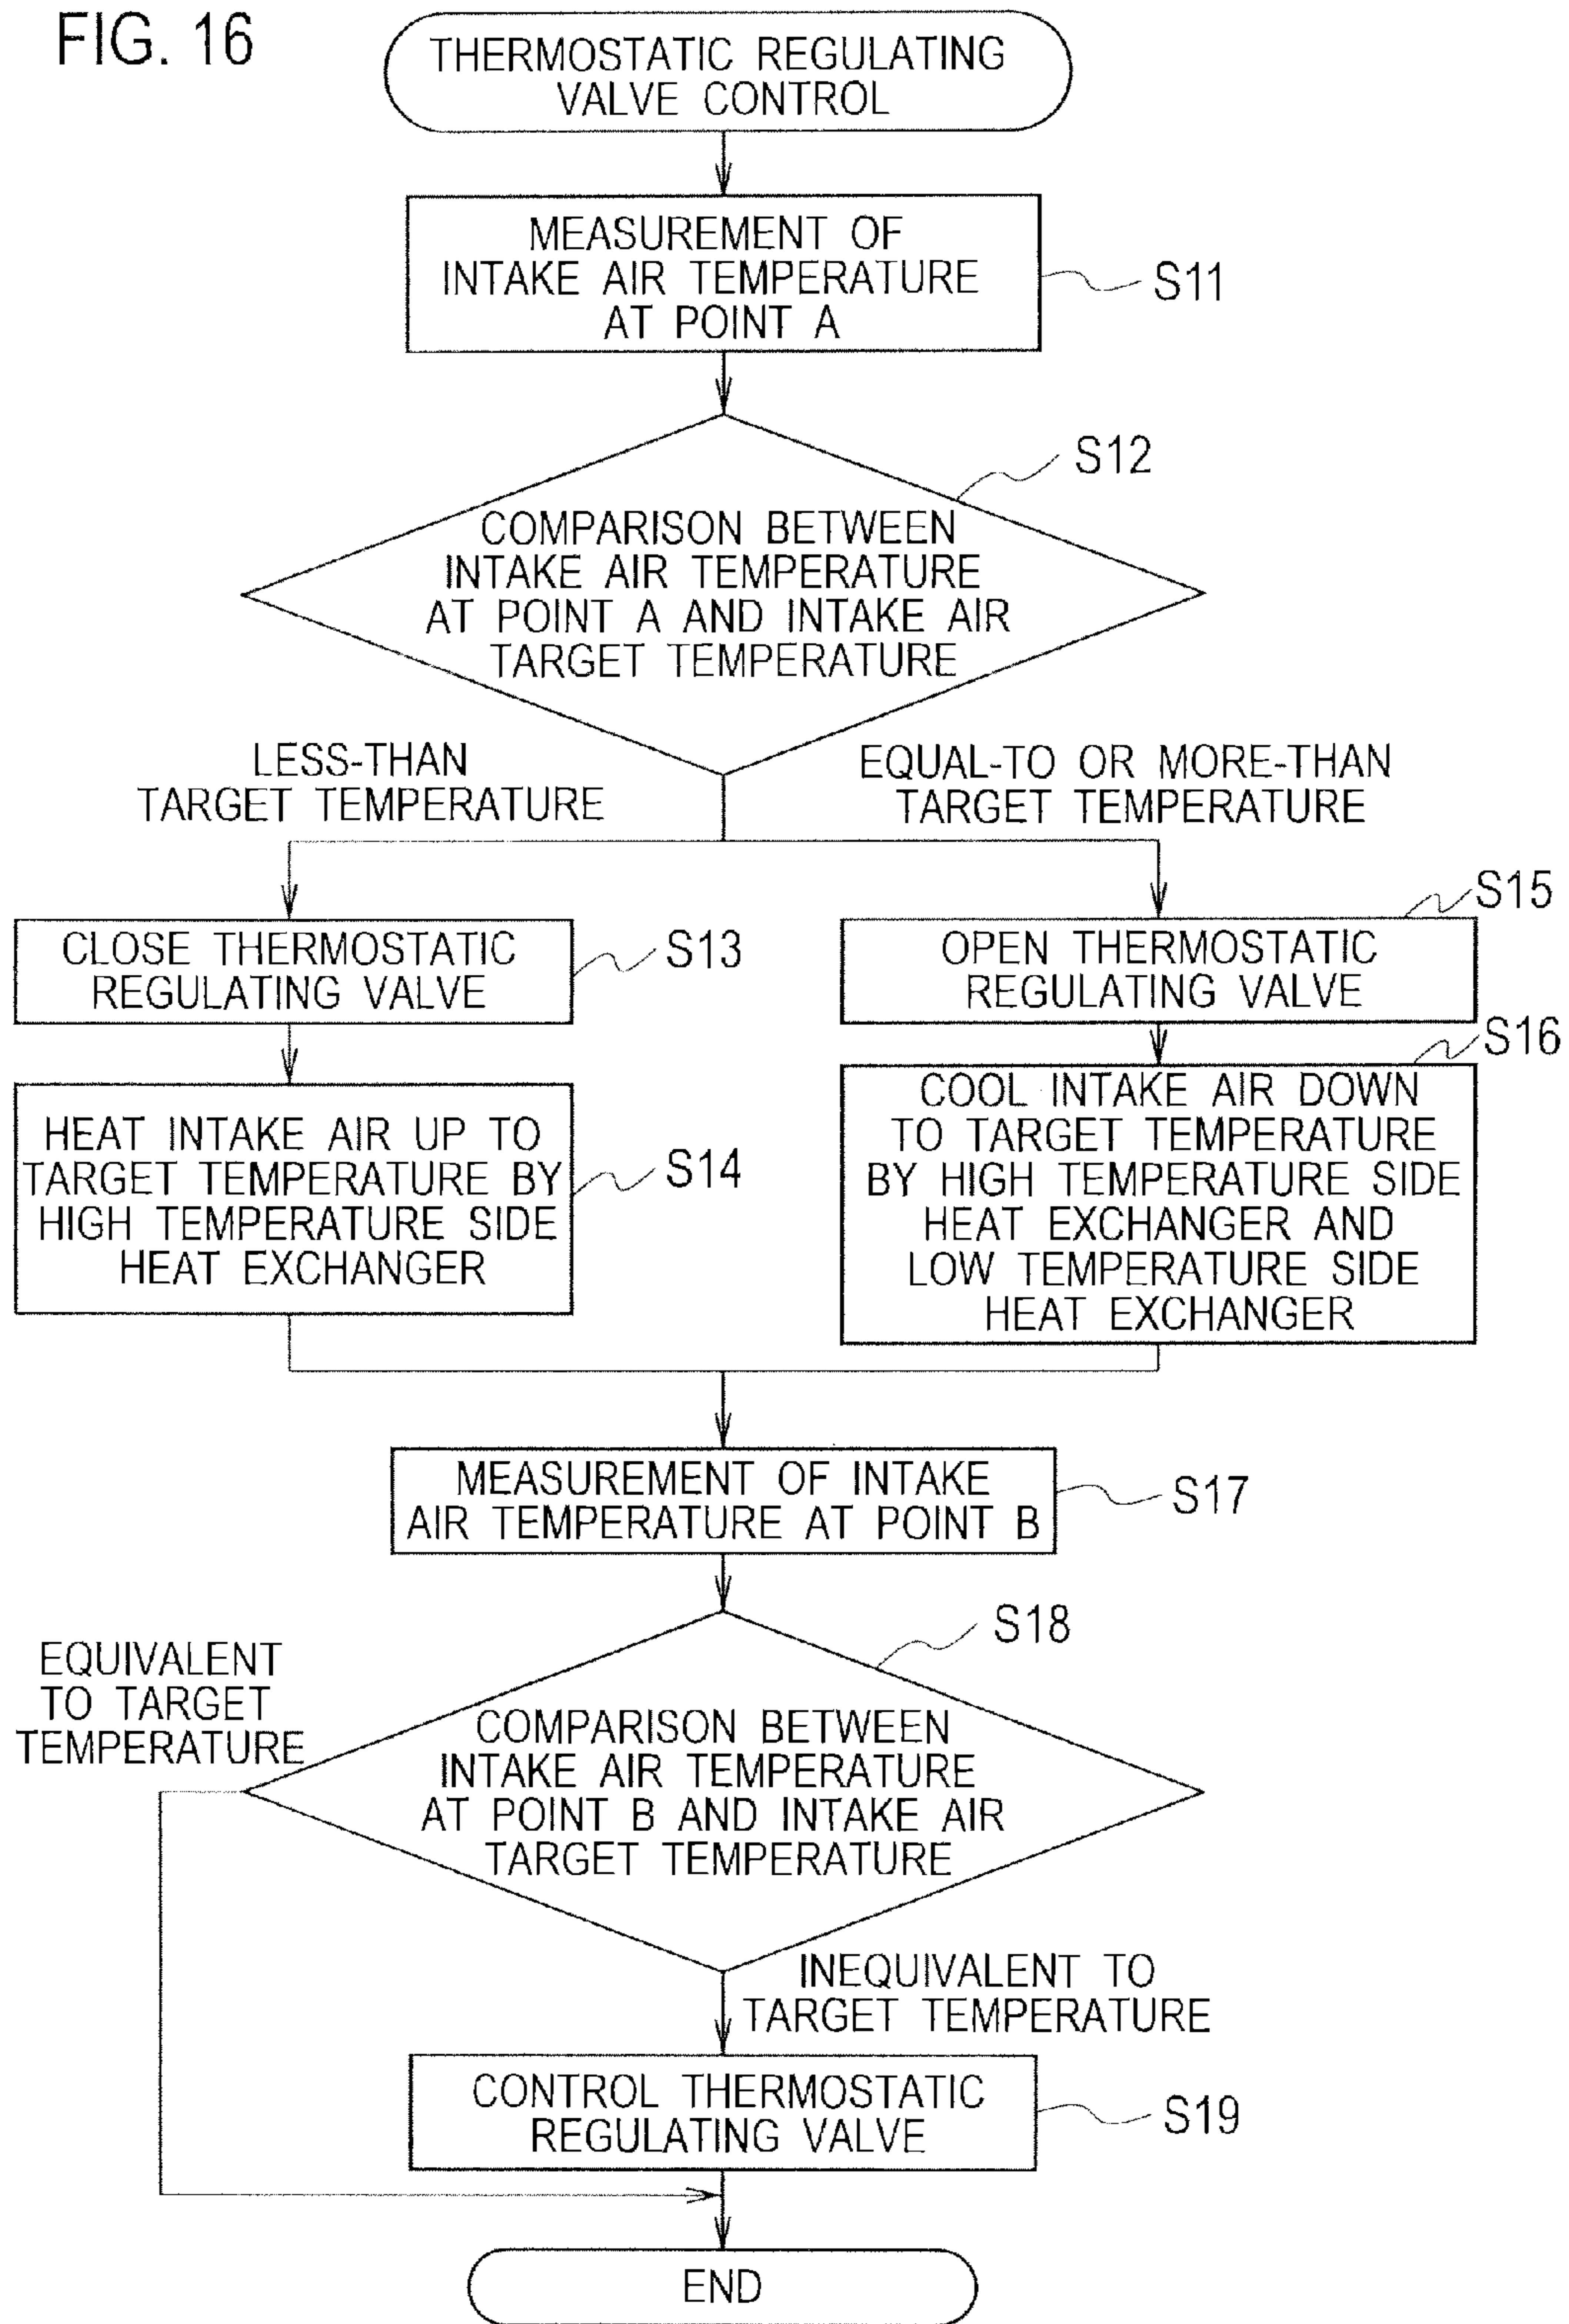 FIG. 16
THERMOSTATIC REGULATING
VALVE CONTROL
MEASUREMENT OF
INTAKE AIR TEMPERATURE
AT POINT A
S11
S12
COMPARISON BETWEEN
INTAKE AIR TEMPERATURE
AT POINT A AND INTAKE AIR
TARGET TEMPERATURE
LESS-THAN
TARGET TEMPERATURE
EQUAL-TO OR MORE-THAN
TARGET TEMPERATURE
CLOSE THERMOSTATIC
REGULATING VALVE
S13
S15
OPEN THERMOSTATIC
REGULATING VALVE
HEAT INTAKE AIR UP TO
TARGET TEMPERATURE BY
HIGH TEMPERATURE SIDE
HEAT EXCHANGER
S14
S16
COOL INTAKE AIR DOWN
TO TARGET TEMPERATURE
BY HIGH TEMPERATURE SIDE
HEAT EXCHANGER AND
LOW TEMPERATURE SIDE
HEAT EXCHANGER
MEASUREMENT OF INTAKE
AIR TEMPERATURE AT POINT B
S17
S18
EQUIVALENT
TO TARGET
TEMPERATURE
COMPARISON BETWEEN
INTAKE AIR TEMPERATURE
AT POINT B AND INTAKE AIR
TARGET TEMPERATURE
INEQUIVALENT TO
TARGET TEMPERATURE
CONTROL THERMOSTATIC
REGULATING VALVE
S19
END